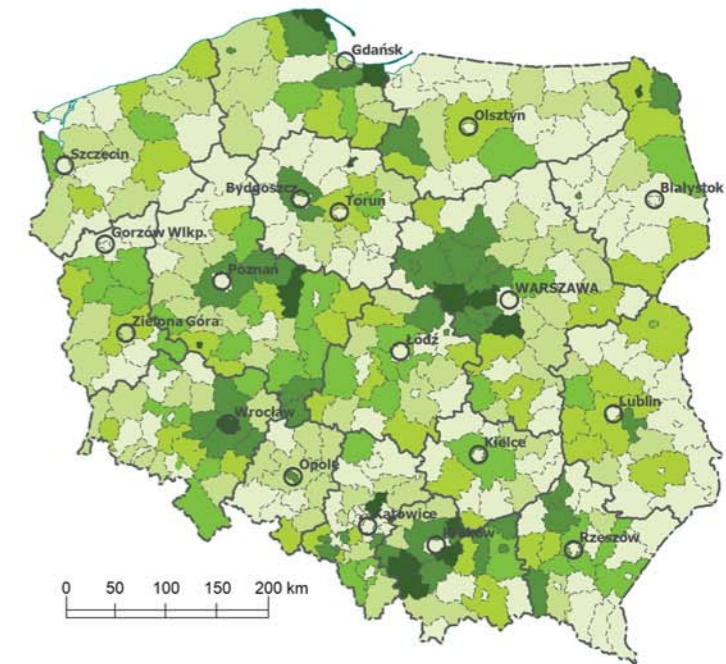 Gdańsk
Olsztyn
Szczecin
Białystok
Bydgoszcz
Toruń
Gorzów Wlkp.
Poznań
WARSZAWA
Zielona Góra
Łódź
Lublin
Wrocław
Kielce
Opole
Katowice
Kraków
Rzeszów
0 50 100 150 200 km